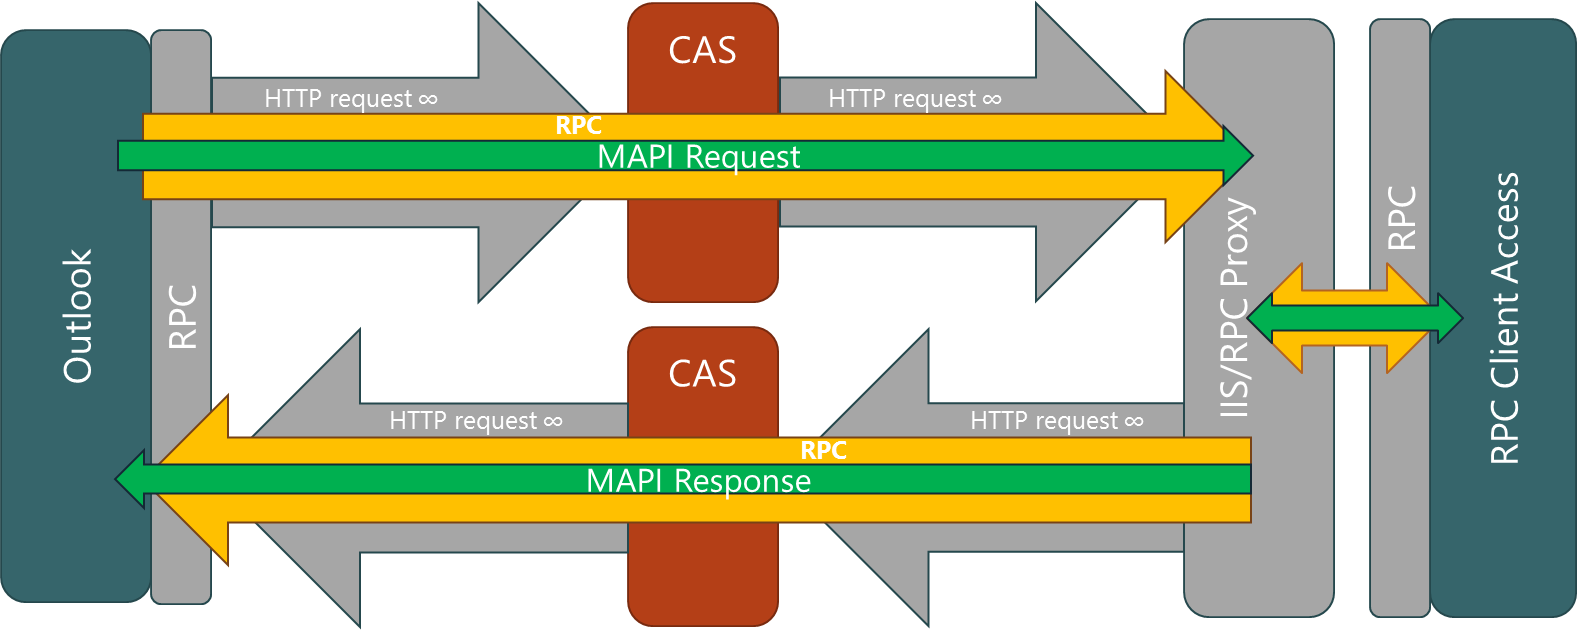 Outlook
RPC
HTTP request ∞
CAS
HTTP request ∞
RPC
MAPI Request
IIS/RPC Proxy
RPC
RPC Client Access
HTTP request ∞
CAS
HTTP request ∞
RPC
MAPI Response